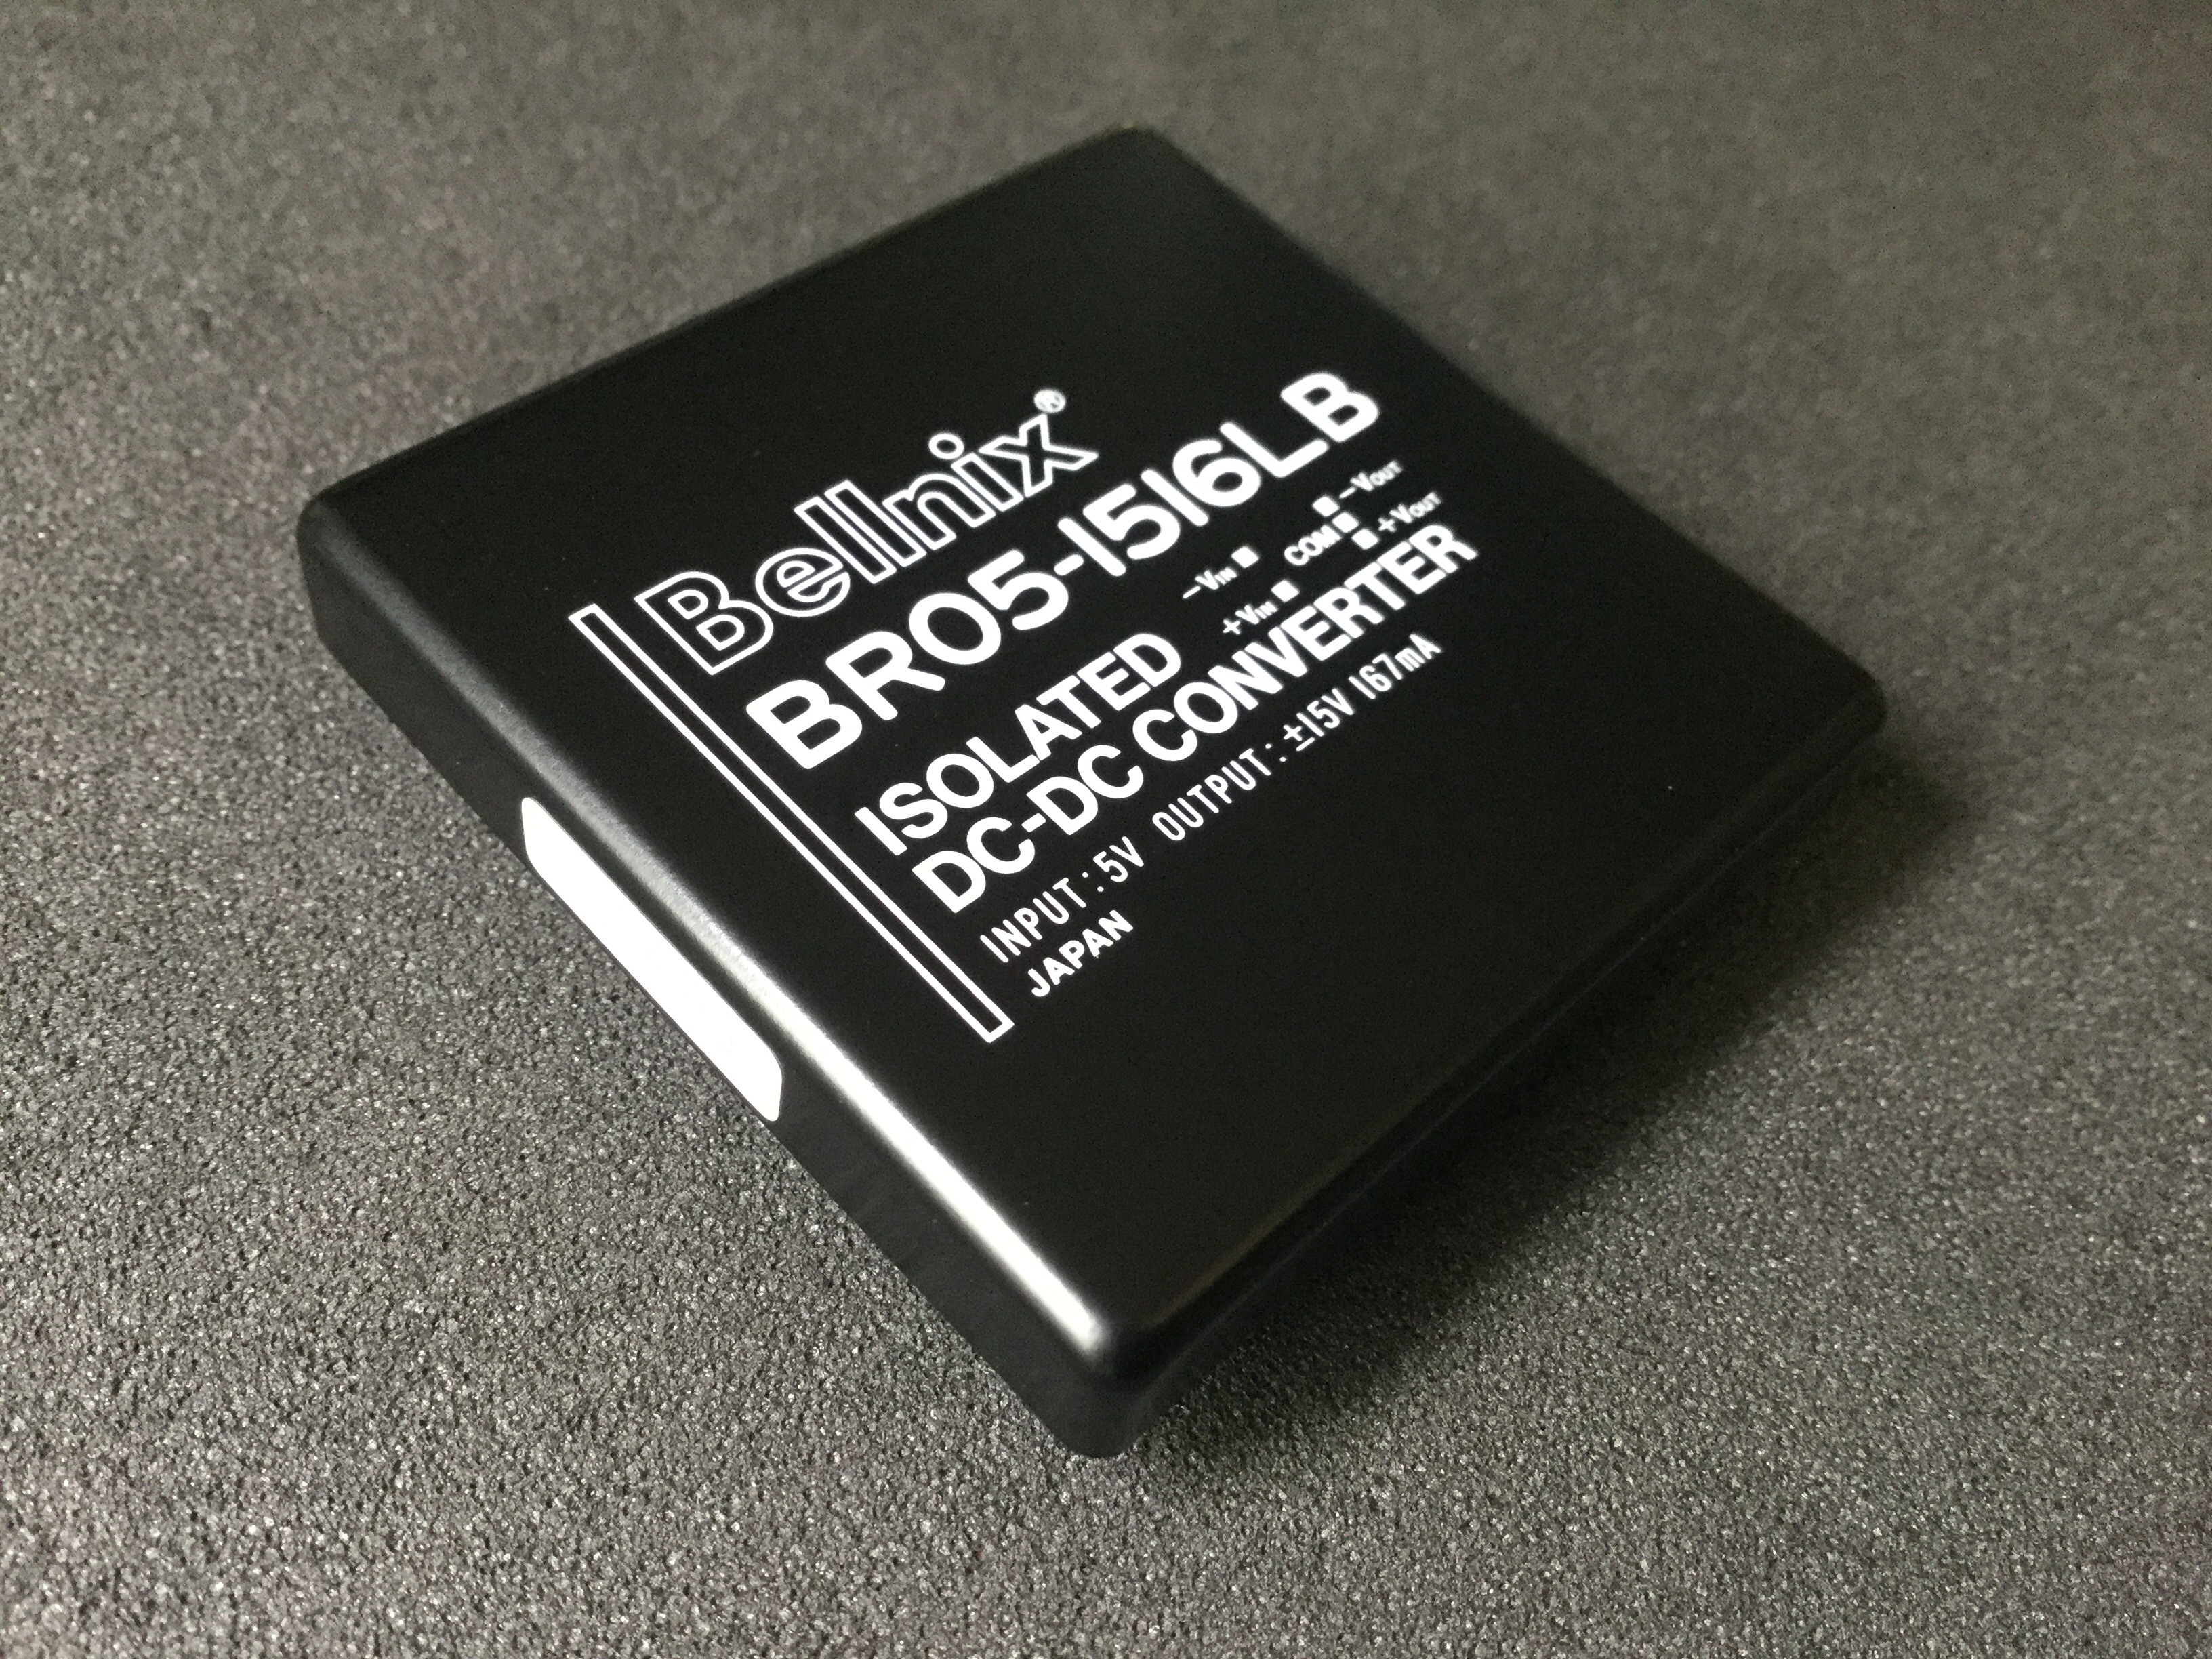 Bellnix®
BR05-1516LB
ISOLATED
-VIN COM -VOUT
+VIN +VOUT
DC-DC CONVERTER
INPUT : 5V OUTPUT : ±15V 167mA
JAPAN